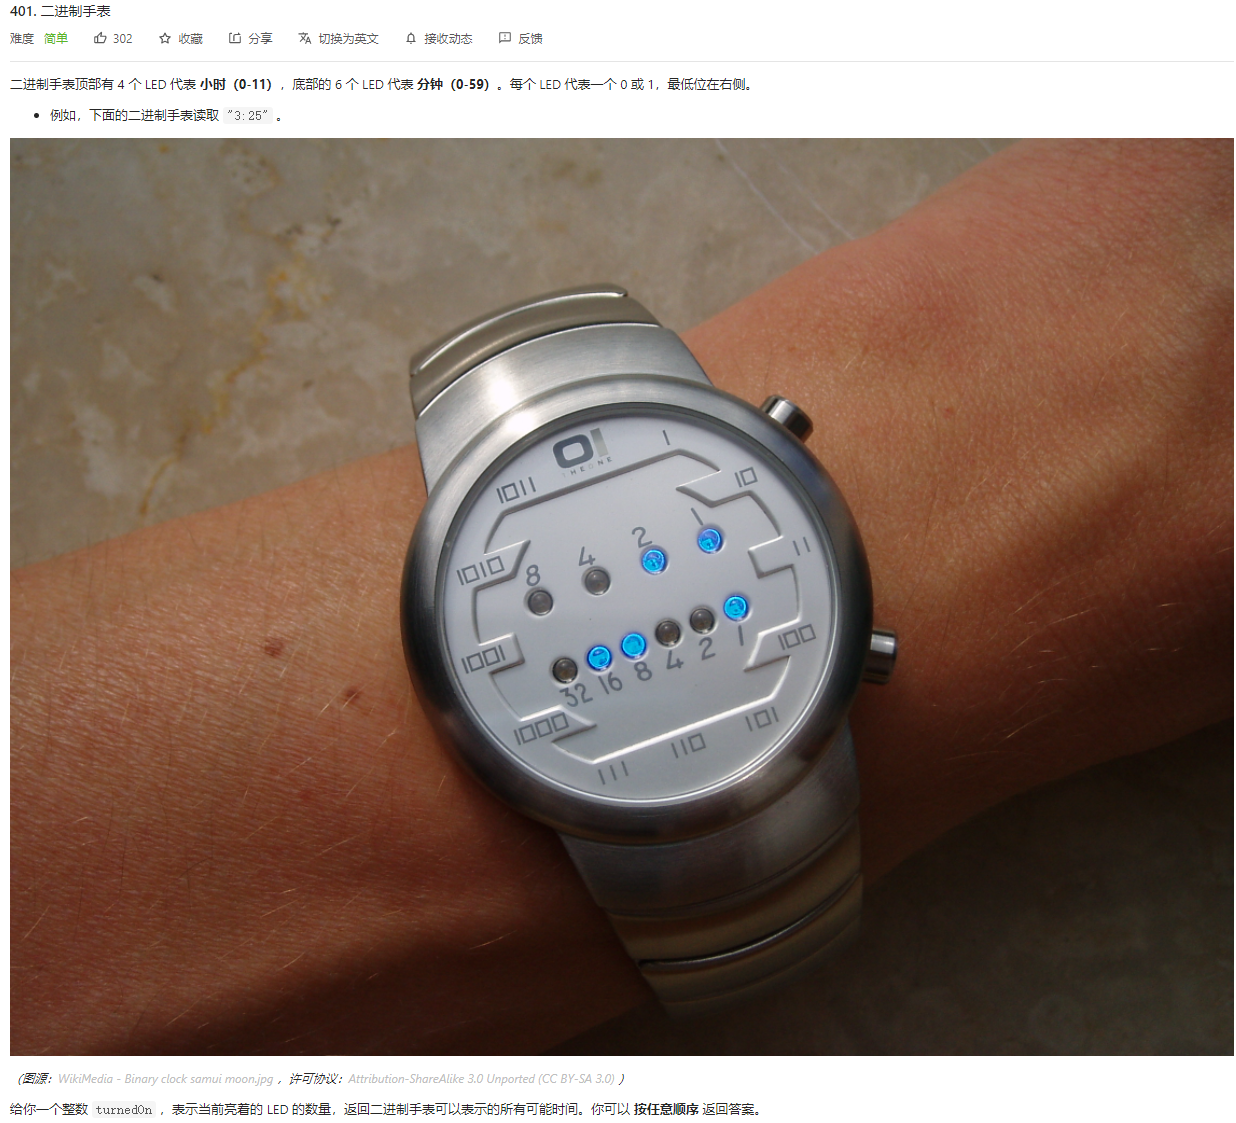 401. 二进制手表
难度 简单 302 收藏 分享 切换为英文 接收动态 反馈
二进制手表顶部有 4 个 LED 代表 小时（0-11），底部的 6 个 LED 代表 分钟（0-59）。每个 LED 代表一个 0 或 1，最低位在右侧。
例如，下面的二进制手表读取 "3:25" 。
01
THEONE
1
10
11
100
101
110
111
1000
1001
1010
1011
8 4 2 1
32 16 8 4 2 1
（图源：WikiMedia - Binary clock samui moon.jpg ，许可协议：Attribution-ShareAlike 3.0 Unported (CC BY-SA 3.0) ）
给你一个整数 turnedOn ，表示当前亮着的 LED 的数量，返回二进制手表可以表示的所有可能时间。你可以 按任意顺序 返回答案。